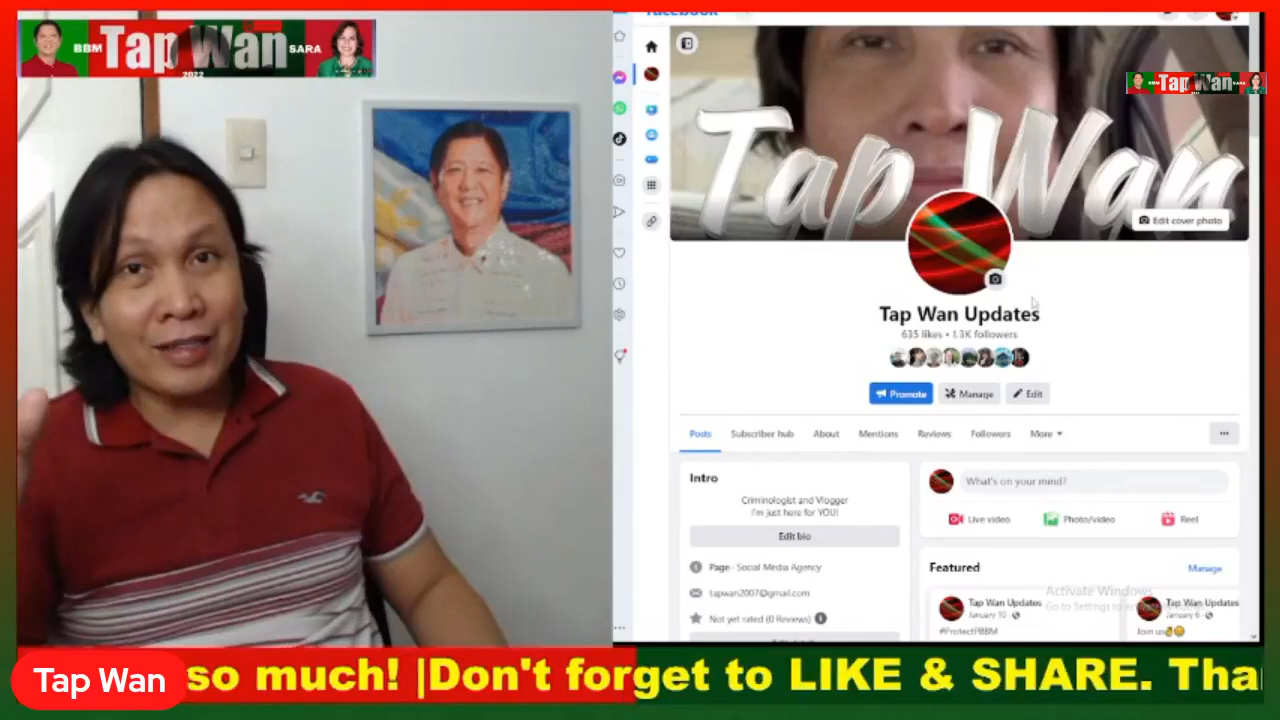 BBM Tap Wan SARA
2022
facebook
BBM Tap Wan SARA
Tap Wan
Edit cover photo
Tap Wan Updates
635 likes • 1.3K followers
Promote
Manage
Edit
Posts
Subscriber hub
About
Mentions
Reviews
Followers
More
Intro
Criminologist and Vlogger
I'm just here for YOU!
Edit bio
Page · Social Media Agency
tapwan2007@gmail.com
Not yet rated (0 Reviews)
What's on your mind?
Live video
Photo/video
Reel
Featured
Manage
Tap Wan Updates
January 10
#ProtectPBBM
Tap Wan Updates
January 6
Join us
Activate Windows
Go to Settings to
Tap Wan
so much! |Don't forget to LIKE & SHARE. Tha